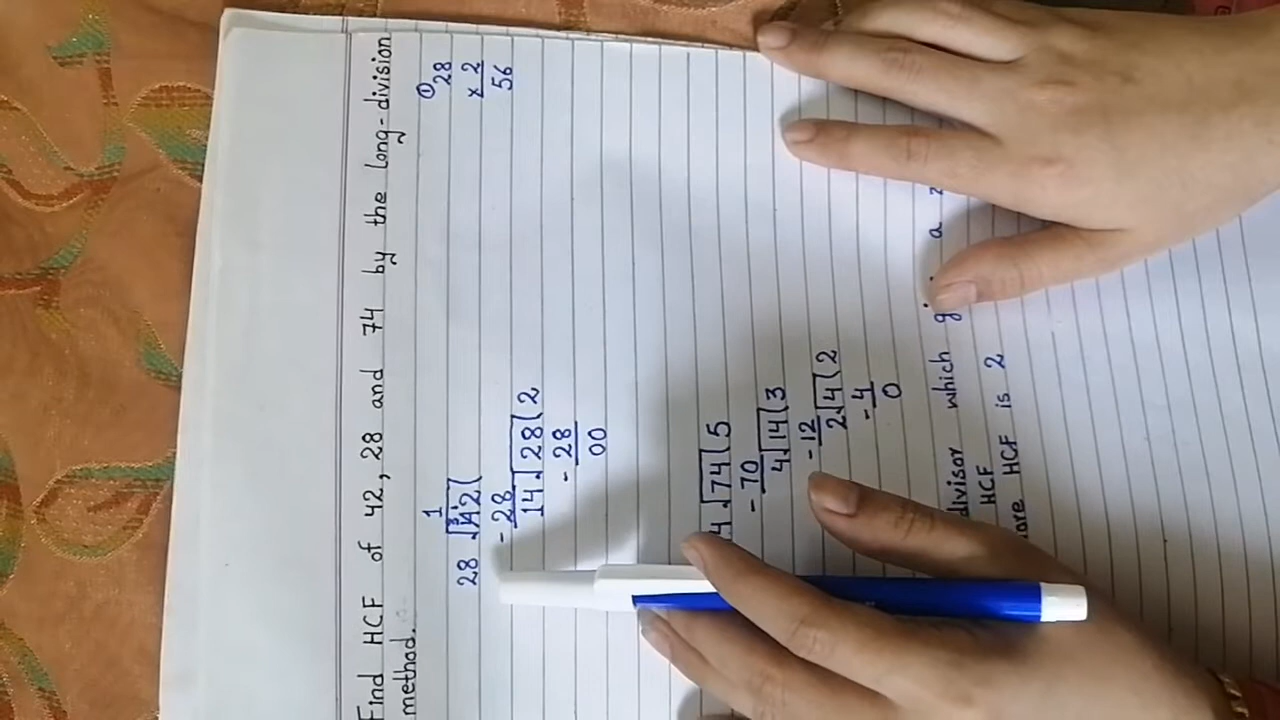 Find HCF of 42, 28 and 74 by the long-division
method.
① 28
× 2
56
1
28 42
- 28
14 28 2
- 28
00
4 74 5
- 70
4 14 3
- 12
2 4 2
- 4
0
divisor which a
HCF
HCF is 2